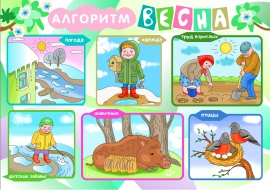 АЛГОРИТМ ВЕСНА
погода
одежда
труд взрослых
детские забавы
животные
птицы